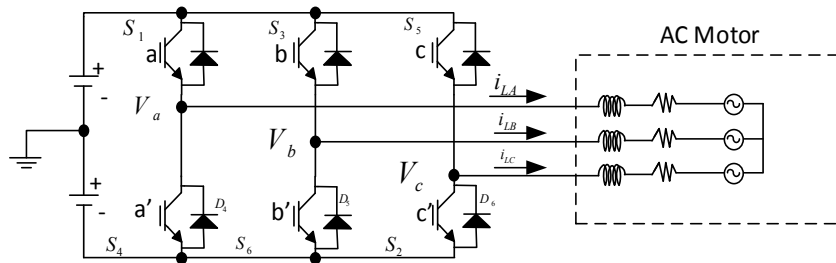 AC Motor
S1 S3 S5
a b c
+
-
iLA
Va
iLB
Vb
iLC
Vc
+
-
a' D4 b' D5 c' D6
S4 S6 S2